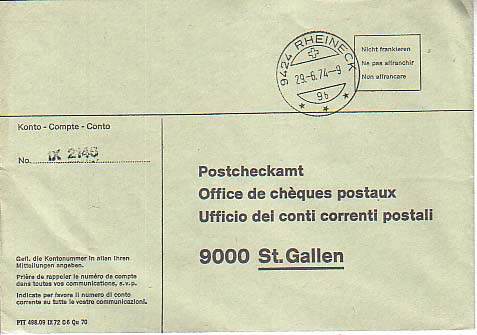 9424 RHEINECK
29.-6.74-9
9b
Nicht frankieren
Ne pas affranchir
Non affrancare
Konto - Compte - Conto
No. IX 2146
Postcheckamt
Office de chèques postaux
Ufficio dei conti correnti postali
9000 St.Gallen
Gefl. die Kontonummer in allen Ihren
Mitteilungen angeben.
Prière de rappeler le numéro de compte
dans toutes vos communications, s.v.p.
Indicate per favore il numero di conto
corrente su tutte le vostre comunicazioni.
PTT 498.09 IX 72 D6 Qu 70